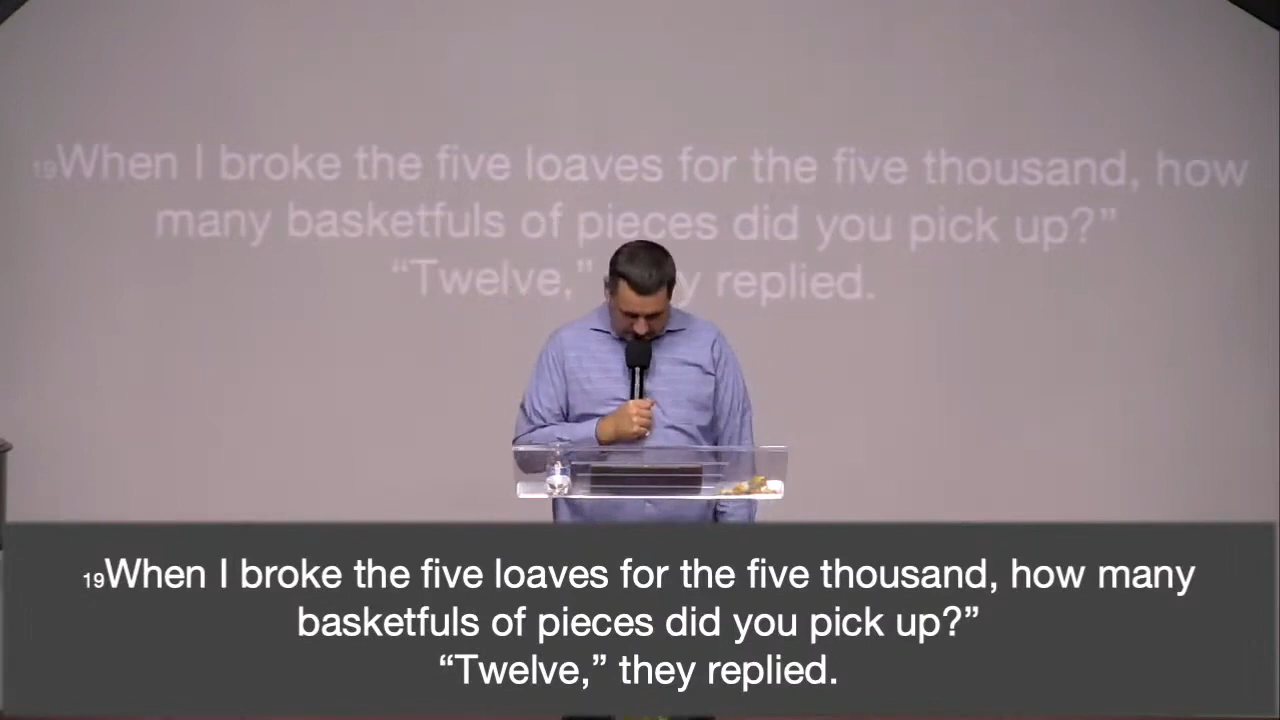 19When I broke the five loaves for the five thousand, how
many basketfuls of pieces did you pick up?”
“Twelve,” they replied.
19When I broke the five loaves for the five thousand, how many
basketfuls of pieces did you pick up?”
“Twelve,” they replied.